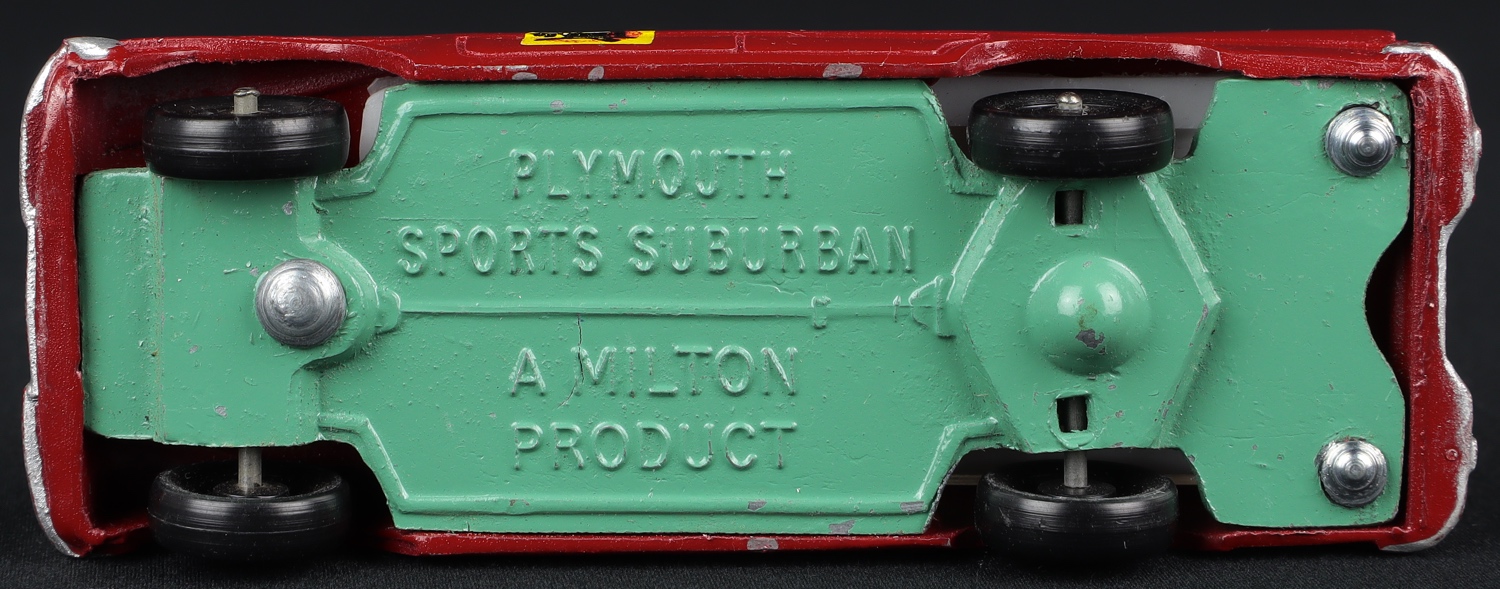 PLYMOUTH
SPORTS SUBURBAN
A MILTON
PRODUCT